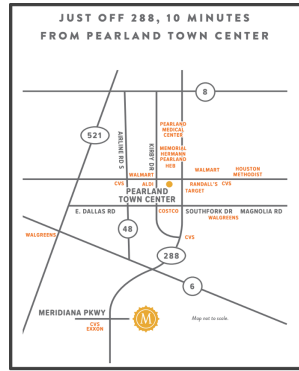 JUST OFF 288, 10 MINUTES
FROM PEARLAND TOWN CENTER
8
521
AIRLINE RD S
KIRBY DR
PEARLAND
MEDICAL
CENTER
MEMORIAL
HERMANN
PEARLAND
HEB
WALMART
WALMART
HOUSTON
METHODIST
CVS
ALDI
RANDALL'S
CVS
TARGET
PEARLAND
TOWN CENTER
E. DALLAS RD
COSTCO
SOUTHFORK DR
MAGNOLIA RD
WALGREENS
WALGREENS
48
CVS
288
6
MERIDIANA PKWY
M
Map not to scale.
CVS
EXXON